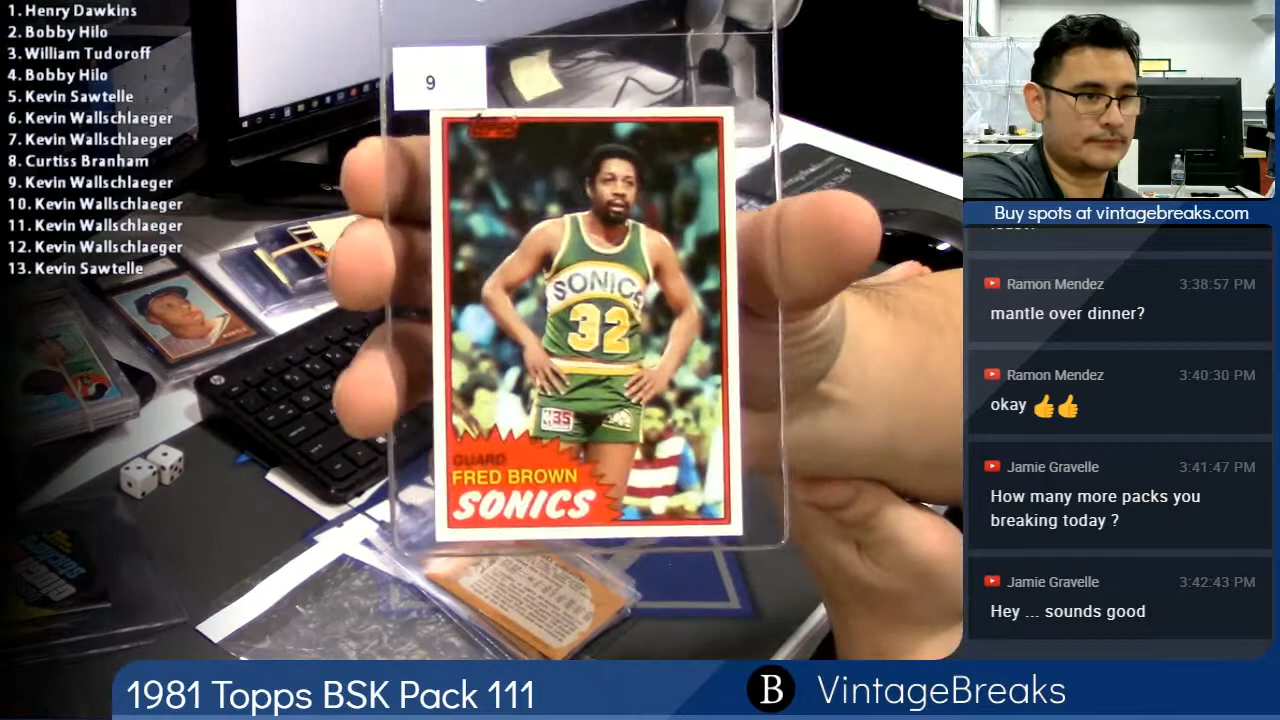 1. Henry Dawkins
2. Bobby Hilo
3. William Tudoroff
4. Bobby Hilo
5. Kevin Sawtelle
6. Kevin Wallschlaeger
7. Kevin Wallschlaeger
8. Curtiss Branham
9. Kevin Wallschlaeger
10. Kevin Wallschlaeger
11. Kevin Wallschlaeger
12. Kevin Wallschlaeger
13. Kevin Sawtelle
9
SONICS
32
35
GUARD
FRED BROWN
SONICS
Buy spots at vintagebreaks.com
Ramon Mendez 3:38:57 PM
mantle over dinner?
Ramon Mendez 3:40:30 PM
okay 👍👍
Jamie Gravelle 3:41:47 PM
How many more packs you
breaking today ?
Jamie Gravelle 3:42:43 PM
Hey ... sounds good
1981 Topps BSK Pack 111
B VintageBreaks